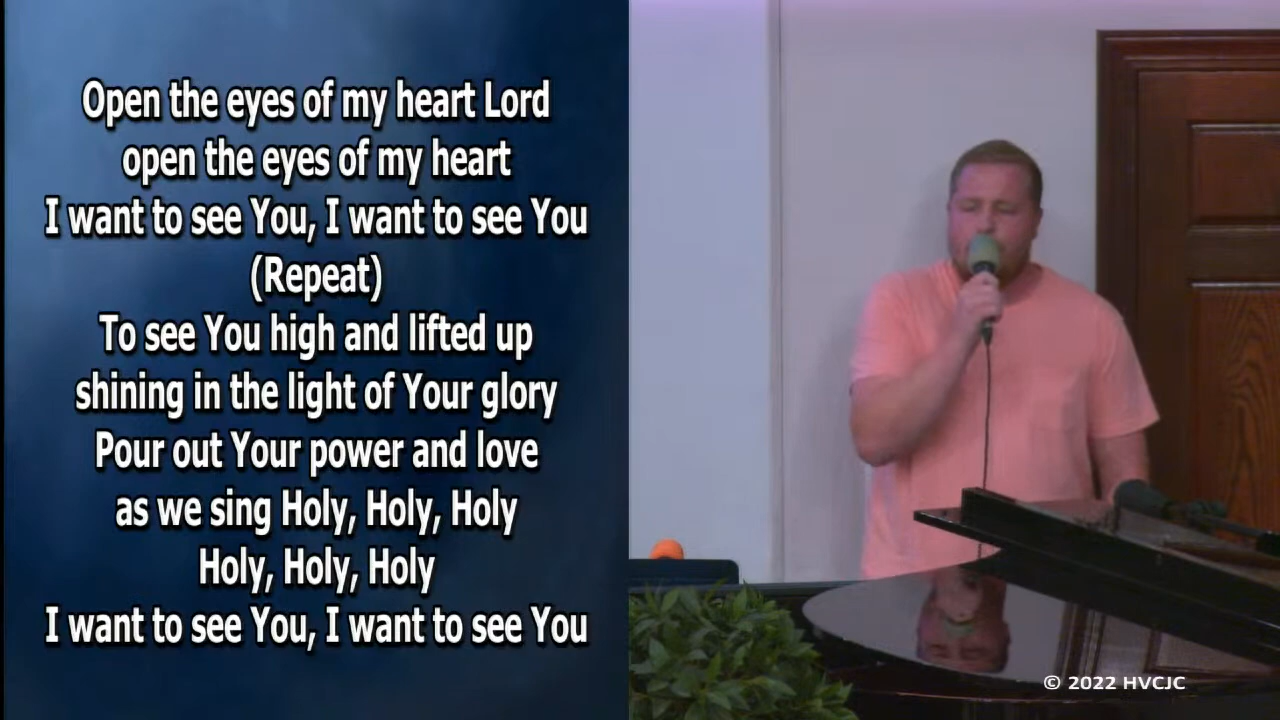 Open the eyes of my heart Lord
open the eyes of my heart
I want to see You, I want to see You
(Repeat)
To see You high and lifted up
shining in the light of Your glory
Pour out Your power and love
as we sing Holy, Holy, Holy
Holy, Holy, Holy
I want to see You, I want to see You
© 2022 HVCJC